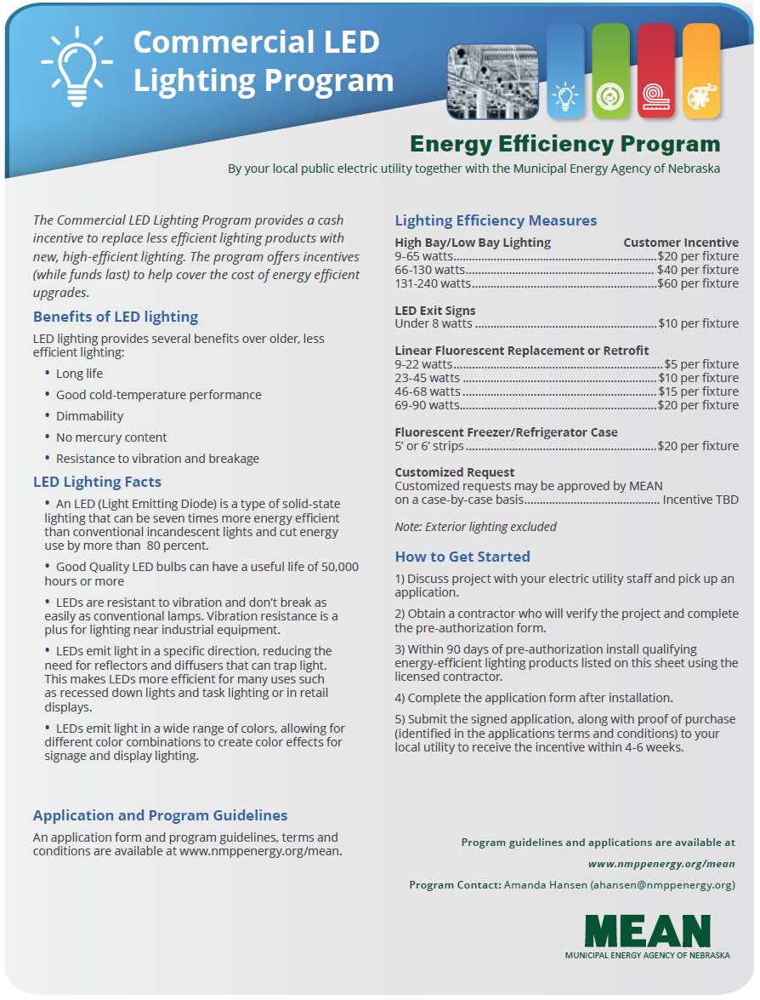 Commercial LED
Lighting Program
Energy Efficiency Program
By your local public electric utility together with the Municipal Energy Agency of Nebraska
The Commercial LED Lighting Program provides a cash
incentive to replace less efficient lighting products with
new, high-efficient lighting. The program offers incentives
(while funds last) to help cover the cost of energy efficient
upgrades.
Benefits of LED lighting
LED lighting provides several benefits over older, less
efficient lighting:
• Long life
• Good cold-temperature performance
• Dimmability
• No mercury content
• Resistance to vibration and breakage
LED Lighting Facts
• An LED (Light Emitting Diode) is a type of solid-state
lighting that can be seven times more energy efficient
than conventional incandescent lights and cut energy
use by more than 80 percent.
• Good Quality LED bulbs can have a useful life of 50,000
hours or more
• LEDs are resistant to vibration and don't break as
easily as conventional lamps. Vibration resistance is a
plus for lighting near industrial equipment.
• LEDs emit light in a specific direction, reducing the
need for reflectors and diffusers that can trap light.
This makes LEDs more efficient for many uses such
as recessed down lights and task lighting or in retail
displays.
• LEDs emit light in a wide range of colors, allowing for
different color combinations to create color effects for
signage and display lighting.
Application and Program Guidelines
An application form and program guidelines, terms and
conditions are available at www.nmppenergy.org/mean.
Lighting Efficiency Measures
High Bay/Low Bay Lighting Customer Incentive
9-65 watts.....$20 per fixture
66-130 watts..... $40 per fixture
131-240 watts.....$60 per fixture
LED Exit Signs
Under 8 watts .....$10 per fixture
Linear Fluorescent Replacement or Retrofit
9-22 watts.....$5 per fixture
23-45 watts .....$10 per fixture
46-68 watts .....$15 per fixture
69-90 watts.....$20 per fixture
Fluorescent Freezer/Refrigerator Case
5' or 6' strips .....$20 per fixture
Customized Request
Customized requests may be approved by MEAN
on a case-by-case basis..... Incentive TBD
Note: Exterior lighting excluded
How to Get Started
1) Discuss project with your electric utility staff and pick up an
application.
2) Obtain a contractor who will verify the project and complete
the pre-authorization form.
3) Within 90 days of pre-authorization install qualifying
energy-efficient lighting products listed on this sheet using the
licensed contractor.
4) Complete the application form after installation.
5) Submit the signed application, along with proof of purchase
(identified in the applications terms and conditions) to your
local utility to receive the incentive within 4-6 weeks.
Program guidelines and applications are available at
www.nmppenergy.org/mean
Program Contact: Amanda Hansen (ahansen@nmppenergy.org)
MEAN
MUNICIPAL ENERGY AGENCY OF NEBRASKA